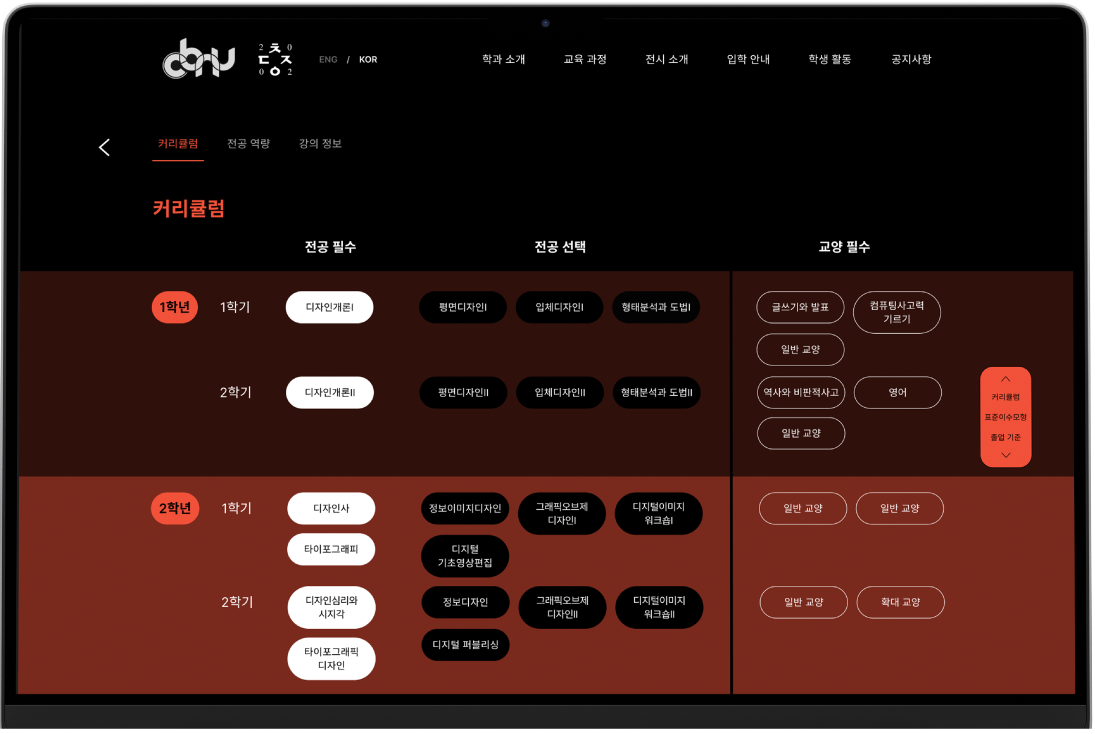 cbnu
2 창 0
0 조 2
ENG / KOR
학과 소개
교육 과정
전시 소개
입학 안내
학생 활동
공지사항
커리큘럼
전공 역량
강의 정보
커리큘럼
전공 필수
전공 선택
교양 필수
1학년
1학기
디자인개론I
평면디자인I
입체디자인I
형태분석과 도법I
글쓰기와 발표
컴퓨팅사고력
기르기
일반 교양
2학기
디자인개론II
평면디자인II
입체디자인II
형태분석과 도법II
역사와 비판적사고
영어
일반 교양
커리큘럼
표준이수모형
졸업 기준
2학년
1학기
디자인사
타이포그래피
정보이미지디자인
그래픽오브제
디자인I
디지털이미지
워크숍I
디지털
기초영상편집
일반 교양
일반 교양
2학기
디자인심리와
시지각
타이포그래픽
디자인
정보디자인
그래픽오브제
디자인II
디지털이미지
워크숍II
디지털 퍼블리싱
일반 교양
확대 교양